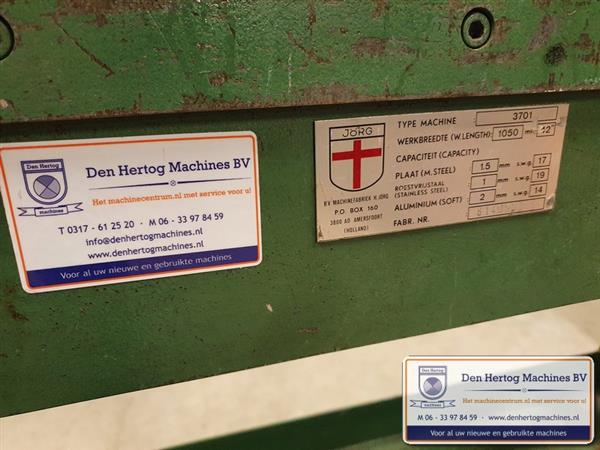 Den Hertog
machines
Den Hertog Machines BV
Het machinecentrum.nl met service voor u!
T 0317 - 61 25 20 - M 06 - 33 97 84 59
info@denhertogmachines.nl
www.denhertogmachines.nl
Voor al uw nieuwe en gebruikte machines
JÖRG
B.V. MACHINEFABRIEK H. JÖRG
P.O. BOX 160
3800 AD AMERSFOORT
(HOLLAND)
TYPE MACHINE 3701
WERKBREEDTE (W.LENGTH) 1050 mm
CAPACITEIT (CAPACITY)
PLAAT (M. STEEL) 1.5 mm s.w.g. 17
ROESTVRIJSTAAL (STAINLESS STEEL) 1 mm s.w.g. 19
ALUMINIUM (SOFT) 2 mm s.w.g. 14
FABR. NR.
Den Hertog
machines
Den Hertog Machines BV
Het machinecentrum.nl met service voor u!
M 06 - 33 97 84 59 - www.denhertogmachines.nl
Voor al uw nieuwe en gebruikte machines